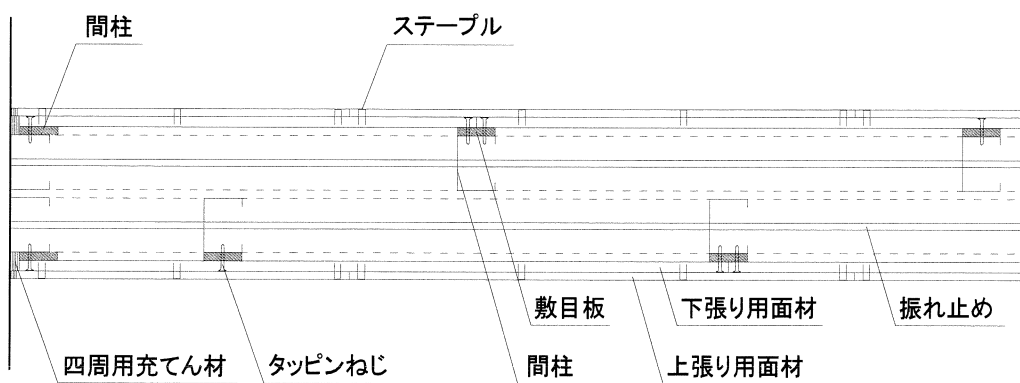 間柱
ステープル
敷目板
下張り用面材
振れ止め
四周用充てん材
タッピンねじ
間柱
上張り用面材